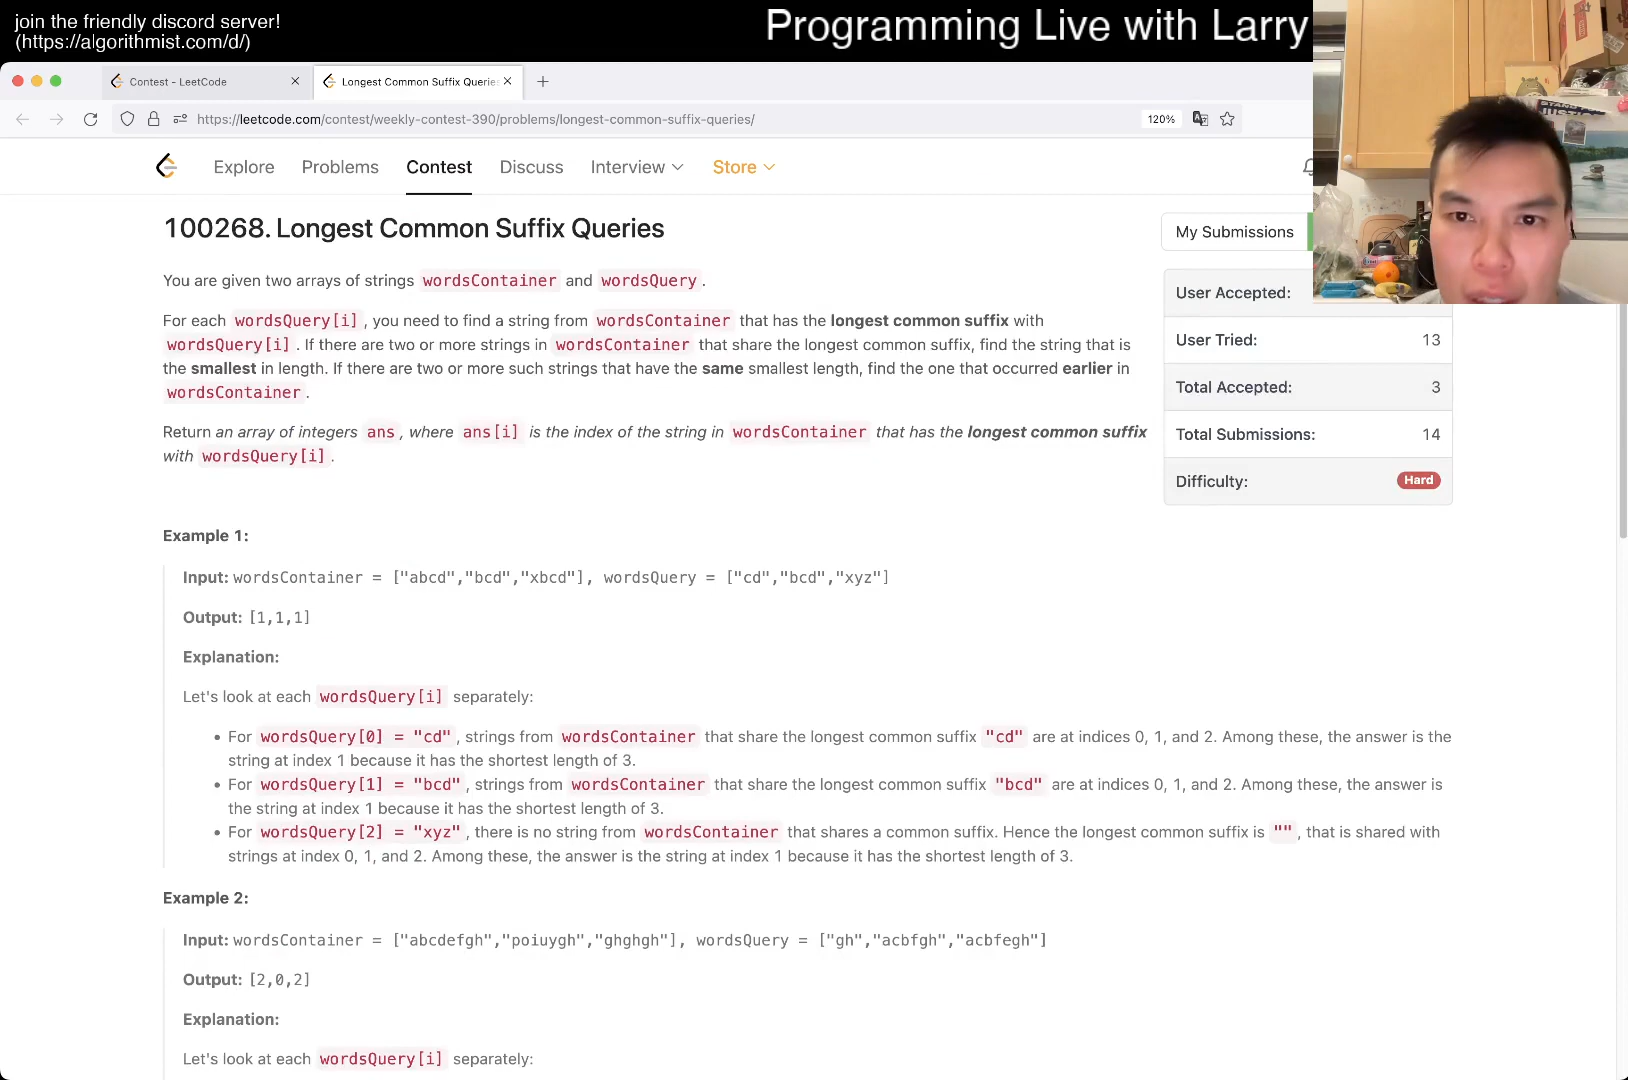 join the friendly discord server!
(https://algorithmist.com/d/)
Programming Live with Larry
Contest - LeetCode
Longest Common Suffix Querie
https://leetcode.com/contest/weekly-contest-390/problems/longest-common-suffix-queries/
120%
Explore Problems Contest Discuss Interview Store
100268. Longest Common Suffix Queries
My Submissions
You are given two arrays of strings wordsContainer and wordsQuery .
User Accepted:
For each wordsQuery[i] , you need to find a string from wordsContainer that has the longest common suffix with
wordsQuery[i] . If there are two or more strings in wordsContainer that share the longest common suffix, find the string that is
the smallest in length. If there are two or more such strings that have the same smallest length, find the one that occurred earlier in
wordsContainer .
User Tried: 13
Total Accepted: 3
Return an array of integers ans , where ans[i] is the index of the string in wordsContainer that has the longest common suffix
with wordsQuery[i] .
Total Submissions: 14
Difficulty: Hard
Example 1:
Input: wordsContainer = ["abcd","bcd","xbcd"], wordsQuery = ["cd","bcd","xyz"]
Output: [1,1,1]
Explanation:
Let's look at each wordsQuery[i] separately:
• For wordsQuery[0] = "cd" , strings from wordsContainer that share the longest common suffix "cd" are at indices 0, 1, and 2. Among these, the answer is the
string at index 1 because it has the shortest length of 3.
• For wordsQuery[1] = "bcd" , strings from wordsContainer that share the longest common suffix "bcd" are at indices 0, 1, and 2. Among these, the answer is
the string at index 1 because it has the shortest length of 3.
• For wordsQuery[2] = "xyz" , there is no string from wordsContainer that shares a common suffix. Hence the longest common suffix is "" , that is shared with
strings at index 0, 1, and 2. Among these, the answer is the string at index 1 because it has the shortest length of 3.
Example 2:
Input: wordsContainer = ["abcdefgh","poiuygh","ghghgh"], wordsQuery = ["gh","acbfgh","acbfegh"]
Output: [2,0,2]
Explanation:
Let's look at each wordsQuery[i] separately: